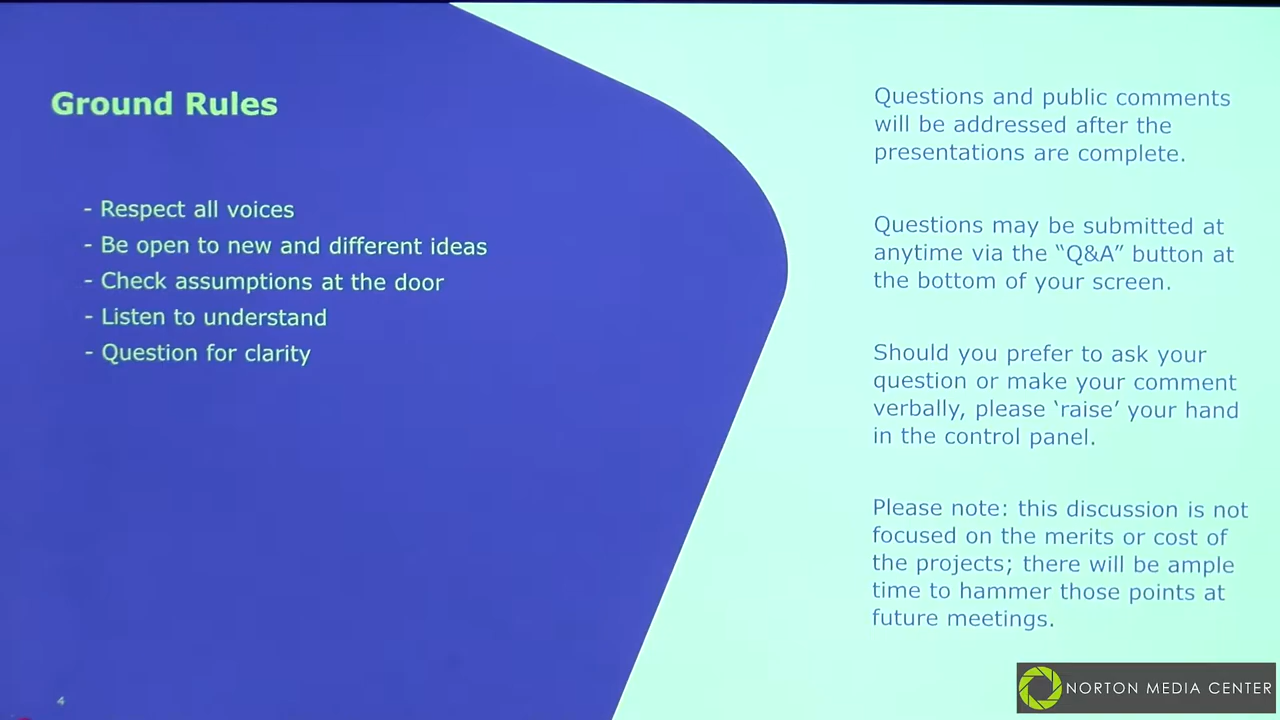 Ground Rules
- Respect all voices
- Be open to new and different ideas
- Check assumptions at the door
- Listen to understand
- Question for clarity
Questions and public comments
will be addressed after the
presentations are complete.
Questions may be submitted at
anytime via the “Q&A” button at
the bottom of your screen.
Should you prefer to ask your
question or make your comment
verbally, please ‘raise’ your hand
in the control panel.
Please note: this discussion is not
focused on the merits or cost of
the projects; there will be ample
time to hammer those points at
future meetings.
4
NORTON MEDIA CENTER